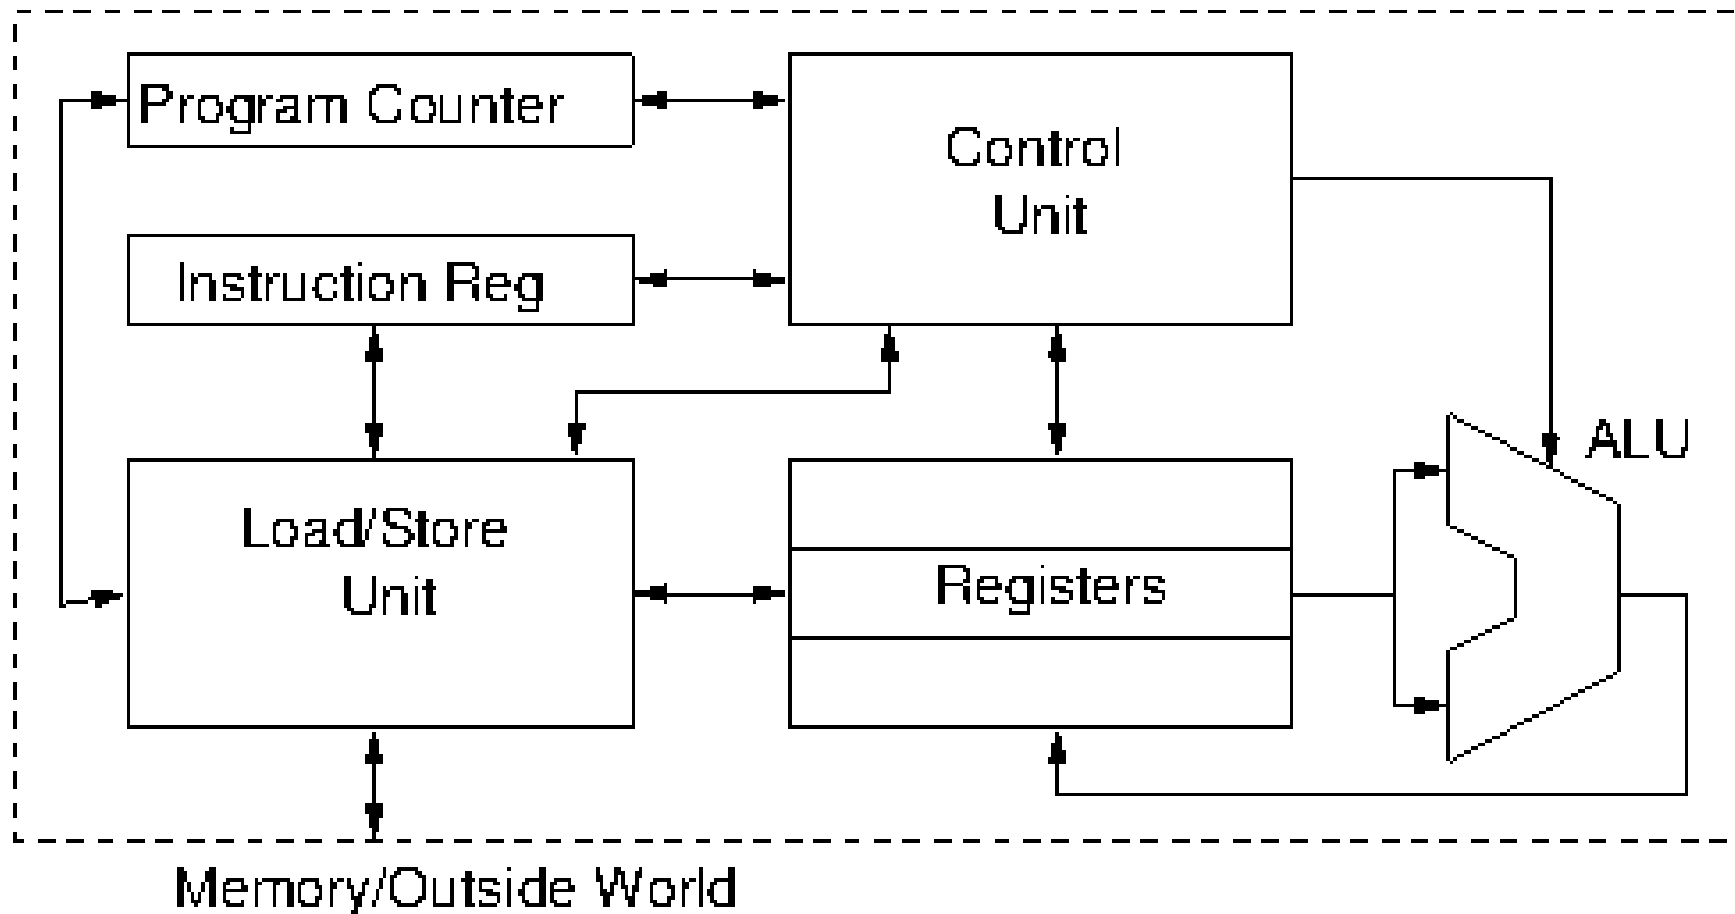 Program Counter
Control
Unit
Instruction Reg
ALU
Load/Store
Unit
Registers
Memory/Outside World